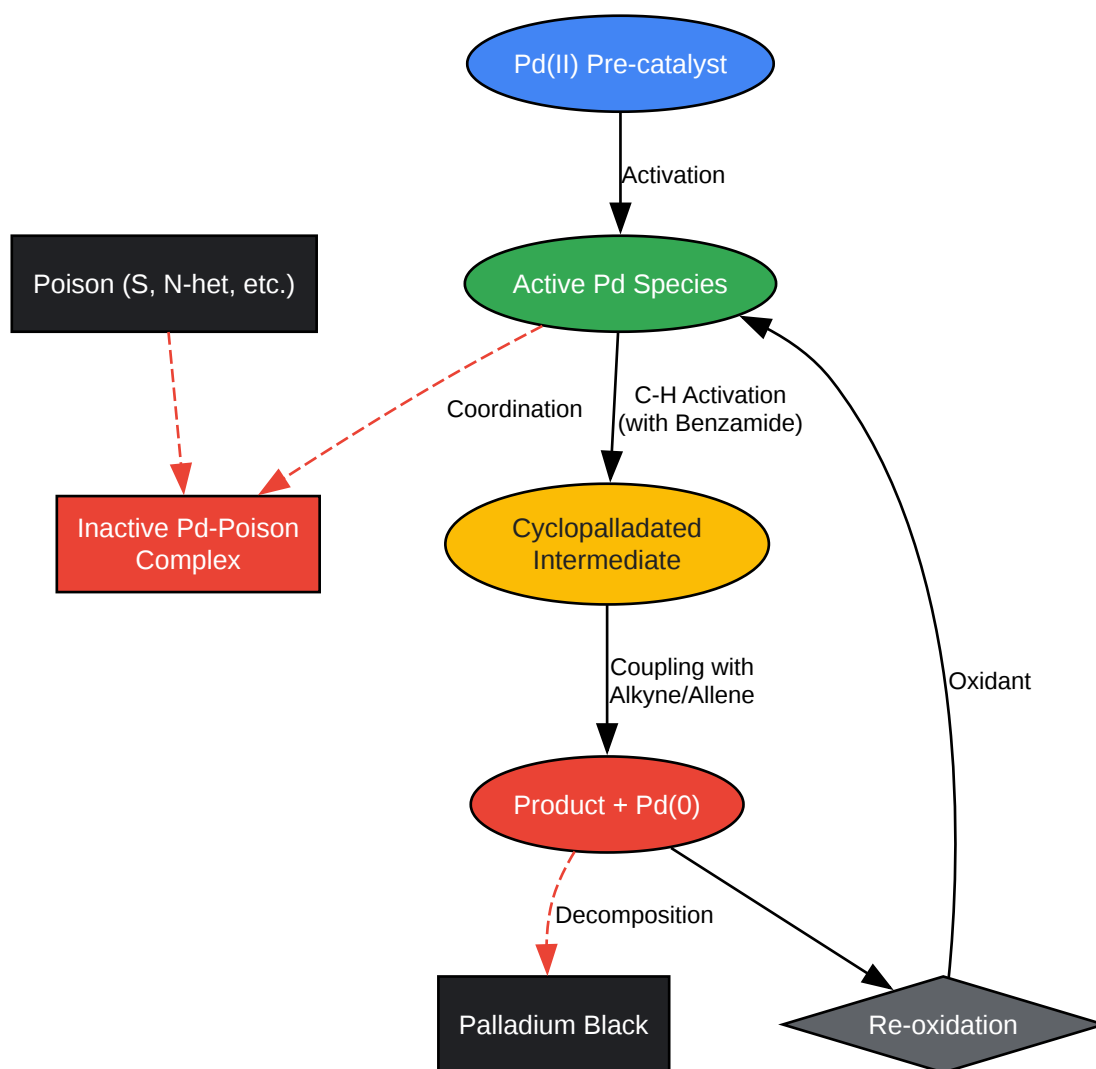 Pd(II) Pre-catalyst
Activation
Poison (S, N-het, etc.)
Active Pd Species
Coordination
C-H Activation
(with Benzamide)
Inactive Pd-Poison
Complex
Cyclopalladated
Intermediate
Coupling with
Alkyne/Allene
Oxidant
Product + Pd(0)
Decomposition
Palladium Black
Re-oxidation